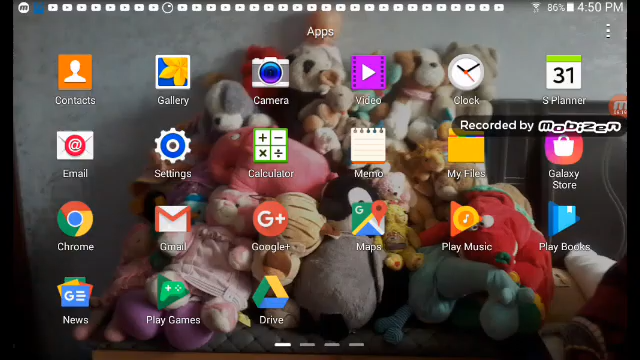 86% 4:50 PM
Apps
31
Contacts Gallery Camera Video Clock S Planner
Recorded by mobizen
Email Settings Calculator Memo My Files Galaxy Store
Chrome Gmail Google+ Maps Play Music Play Books
News Play Games Drive